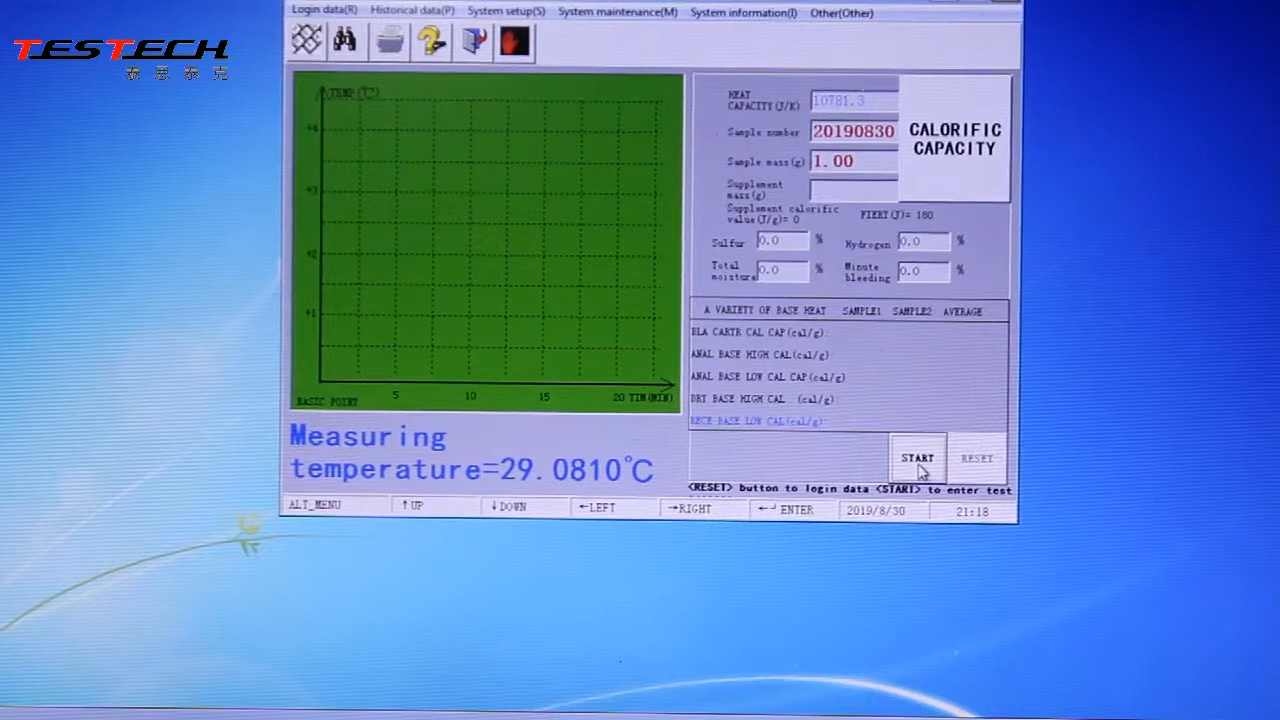 Login data(R) Historical data(P) System setup(S) System maintenance(M) System information(I) Other(Other)
TESTECH
泰思泰克
TEMP(℃)
+4
+3
+2
+1
5 10 15 20 TIM(MIN)
BASIC POINT
HEAT
CAPACITY(J/K) 10781.3
Sample number 20190830
Sample mass(g) 1.00
CALORIFIC
CAPACITY
Supplement
mass(g)
Supplement calorific
value(J/g)= 0
FIERY(J)= 180
Sulfur 0.0 % Hydrogen 0.0 %
Total
moisture 0.0 %
Minute
bleeding 0.0 %
A VARIETY OF BASE HEAT SAMPLE1 SAMPLE2 AVERAGE
BLA CARTR CAL CAP(cal/g):
ANAL BASE HIGH CAL(cal/g):
ANAL BASE LOW CAL CAP(cal/g)
DRY BASE HIGH CAL (cal/g):
RECE BASE LOW CAL(cal/g):
START RESET
Measuring
temperature=29.0810℃
<RESET> button to login data <START> to enter test
ALT_MENU ↑UP ↓DOWN ←LEFT →RIGHT ←┘ENTER 2019/8/30 21:18